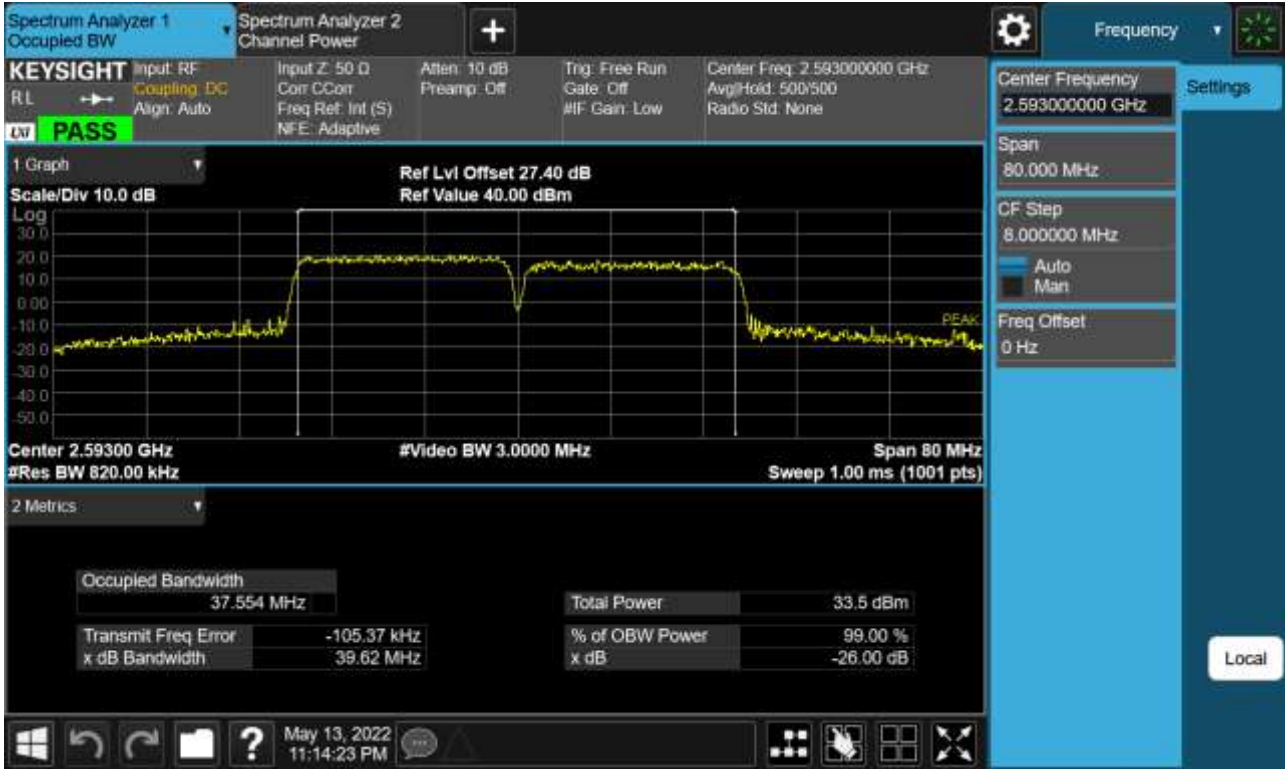 Spectrum Analyzer 1
Occupied BW
Spectrum Analyzer 2
Channel Power
+
Frequency
KEYSIGHT
RL
LXI
PASS
Input: RF
Coupling: DC
Align: Auto
Input Z: 50 Ω
Corr CCorr
Freq Ref: Int (S)
NFE: Adaptive
Atten: 10 dB
Preamp: Off
Trig: Free Run
Gate: Off
#IF Gain: Low
Center Freq: 2.593000000 GHz
Avg|Hold: 500/500
Radio Std: None
1 Graph
Scale/Div 10.0 dB
Ref Lvl Offset 27.40 dB
Ref Value 40.00 dBm
Log
30.0
20.0
10.0
0.00
-10.0
-20.0
-30.0
-40.0
-50.0
PEAK
Center 2.59300 GHz
#Video BW 3.0000 MHz
Span 80 MHz
#Res BW 820.00 kHz
Sweep 1.00 ms (1001 pts)
2 Metrics
Occupied Bandwidth
37.554 MHz
Total Power 33.5 dBm
Transmit Freq Error -105.37 kHz
% of OBW Power 99.00 %
x dB Bandwidth 39.62 MHz
x dB -26.00 dB
Center Frequency
2.593000000 GHz
Settings
Span
80.000 MHz
CF Step
8.000000 MHz
Auto
Man
Freq Offset
0 Hz
Local
?
May 13, 2022
11:14:23 PM